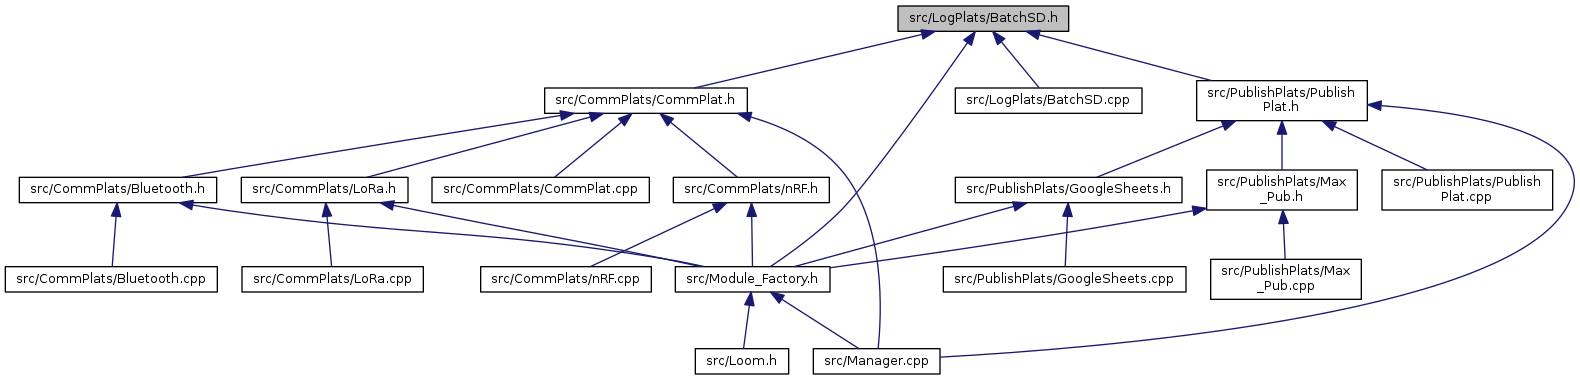 src/LogPlats/BatchSD.h
src/CommPlats/CommPlat.h
src/LogPlats/BatchSD.cpp
src/PublishPlats/Publish
Plat.h
src/CommPlats/Bluetooth.h
src/CommPlats/LoRa.h
src/CommPlats/CommPlat.cpp
src/CommPlats/nRF.h
src/PublishPlats/GoogleSheets.h
src/PublishPlats/Max
_Pub.h
src/PublishPlats/Publish
Plat.cpp
src/CommPlats/Bluetooth.cpp
src/CommPlats/LoRa.cpp
src/CommPlats/nRF.cpp
src/Module_Factory.h
src/PublishPlats/GoogleSheets.cpp
src/PublishPlats/Max
_Pub.cpp
src/Loom.h
src/Manager.cpp